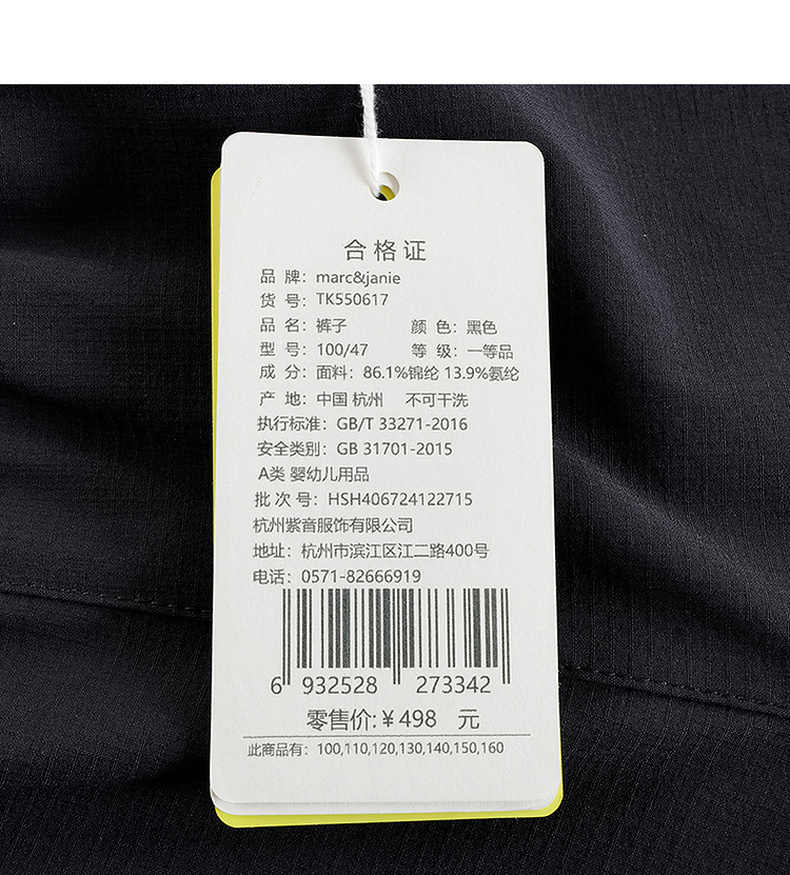 合格证
品 牌：marc&janie
货 号：TK550617
品 名：裤子 颜 色：黑色
型 号：100/47 等 级：一等品
成 分：面料：86.1%锦纶 13.9%氨纶
产 地：中国 杭州 不可干洗
执行标准：GB/T 33271-2016
安全类别：GB 31701-2015
A类 婴幼儿用品
批 次 号：HSH406724122715
杭州紫音服饰有限公司
地址：杭州市滨江区江二路400号
电话：0571-82666919
6 932528 273342
零售价:￥498 元
此商品有：100,110,120,130,140,150,160